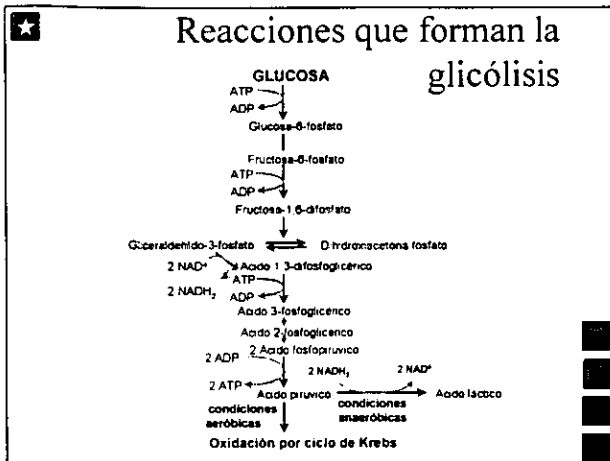 Reacciones que forman la
glicólisis
GLUCOSA
ATP
ADP
Glucosa-6-fosfato
Fructosa-6-fosfato
ATP
ADP
Fructosa-1,6-difosfato
Gliceraldehido-3-fosfato Dihidroxiacetona fosfato
2 NAD⁺ Acido 1,3-difosfoglicérico
ATP
2 NADH₂
ADP
Acido 3-fosfoglicérico
Acido 2-fosfoglicérico
2 Acido fosfopiruvico
2 ADP
2 NADH₂ 2 NAD⁺
2 ATP
Acido piruvico Acido láctico
condiciones condiciones
aeróbicas anaeróbicas
Oxidación por ciclo de Krebs